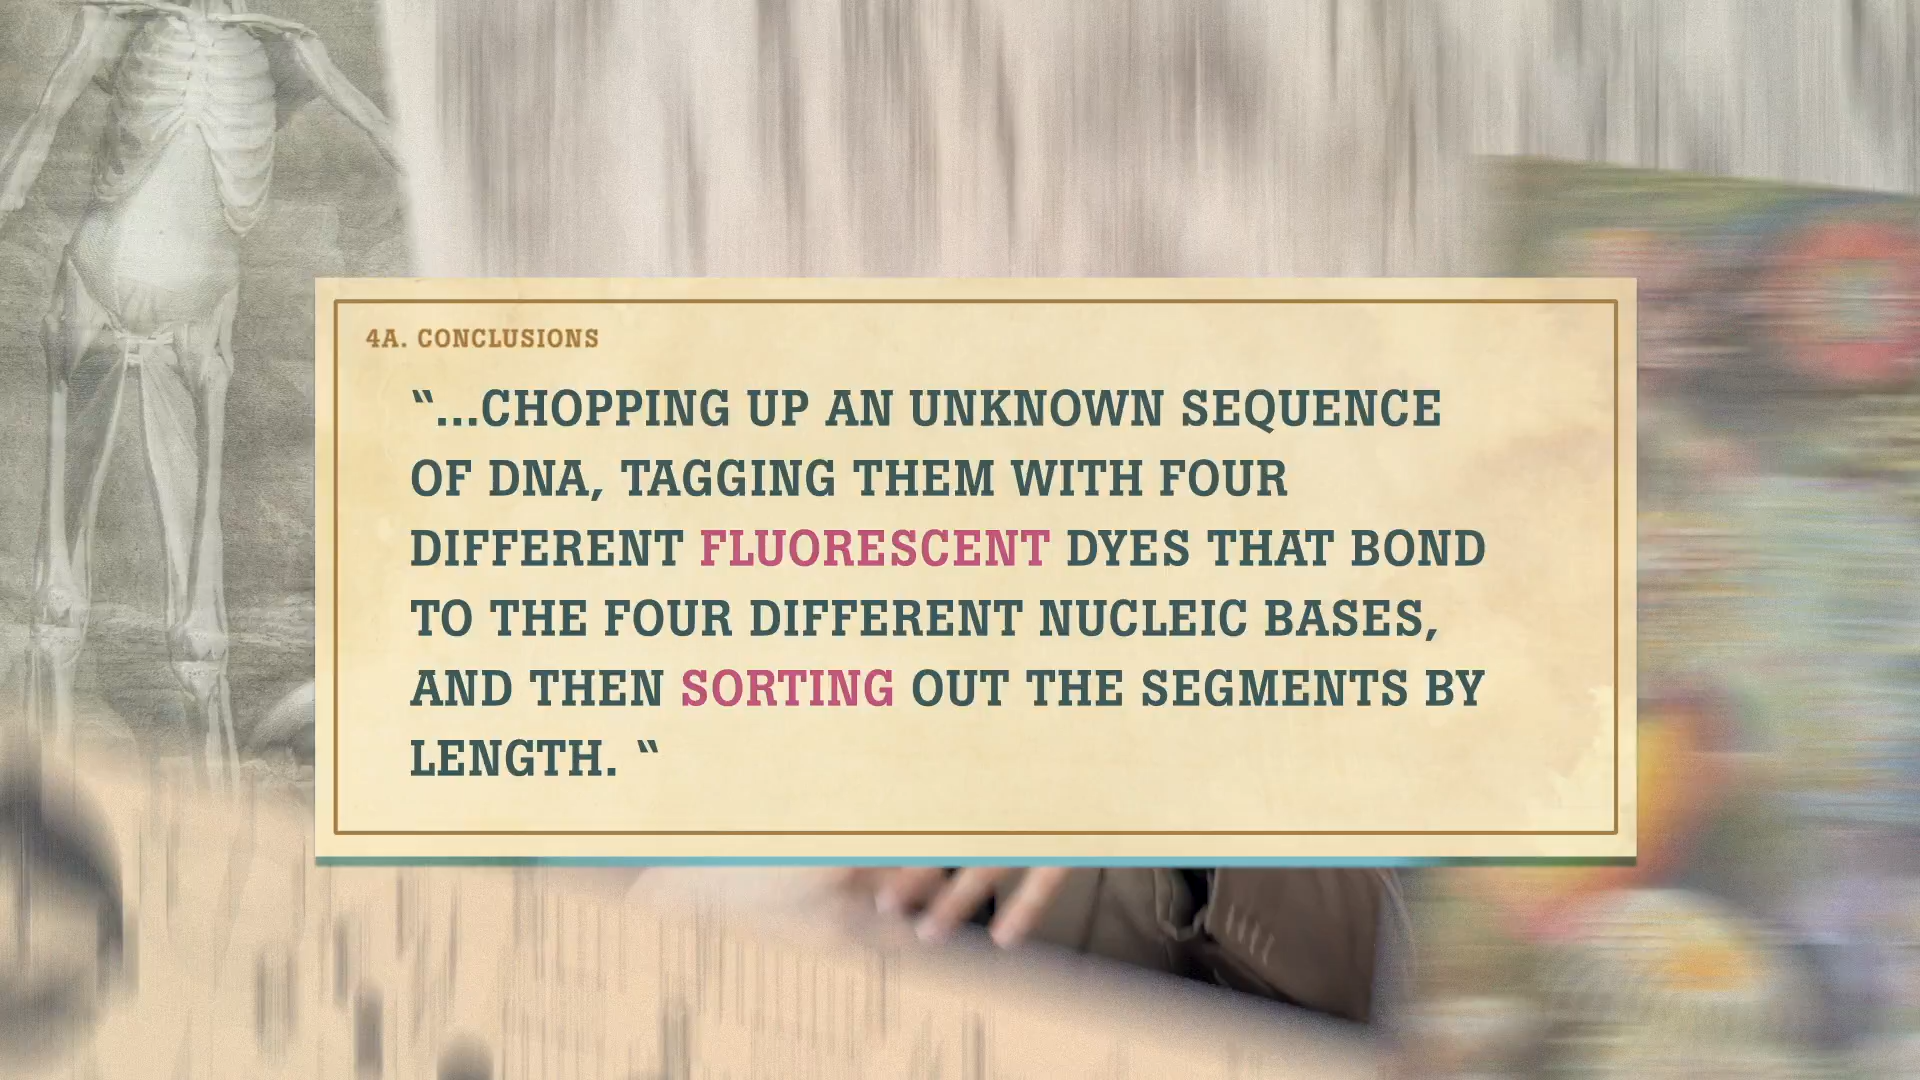 4A. CONCLUSIONS
‟...CHOPPING UP AN UNKNOWN SEQUENCE
OF DNA, TAGGING THEM WITH FOUR
DIFFERENT FLUORESCENT DYES THAT BOND
TO THE FOUR DIFFERENT NUCLEIC BASES,
AND THEN SORTING OUT THE SEGMENTS BY
LENGTH. ‟